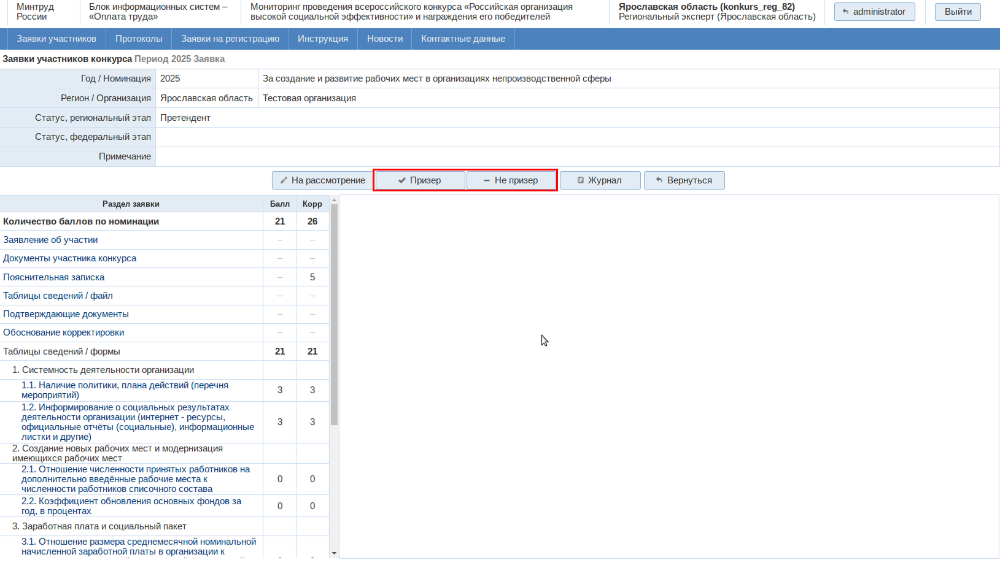 Минтруд
России
Блок информационных систем –
«Оплата труда»
Мониторинг проведения всероссийского конкурса «Российская организация
высокой социальной эффективности» и награждения его победителей
Ярославская область (konkurs_reg_82)
Региональный эксперт (Ярославская область)
administrator
Выйти
Заявки участников
Протоколы
Заявки на регистрацию
Инструкция
Новости
Контактные данные
Заявки участников конкурса Период 2025 Заявка
Год / Номинация
2025
За создание и развитие рабочих мест в организациях непроизводственной сферы
Регион / Организация
Ярославская область
Тестовая организация
Статус, региональный этап
Претендент
Статус, федеральный этап
Примечание
На рассмотрение
Призер
Не призер
Журнал
Вернуться
Раздел заявки
Балл
Корр
Количество баллов по номинации
21
26
Заявление об участии
–
–
Документы участника конкурса
–
–
Пояснительная записка
–
5
Таблицы сведений / файл
–
–
Подтверждающие документы
–
–
Обоснование корректировки
–
–
Таблицы сведений / формы
21
21
1. Системность деятельности организации
1.1. Наличие политики, плана действий (перечня
мероприятий)
3
3
1.2. Информирование о социальных результатах
деятельности организации (интернет - ресурсы,
официальные отчёты (социальные), информационные
листки и другие)
3
3
2. Создание новых рабочих мест и модернизация
имеющихся рабочих мест
2.1. Отношение численности принятых работников на
дополнительно введённые рабочие места к
численности работников списочного состава
0
0
2.2. Коэффициент обновления основных фондов за
год, в процентах
0
0
3. Заработная плата и социальный пакет
3.1. Отношение размера среднемесячной номинальной
начисленной заработной платы в организации к